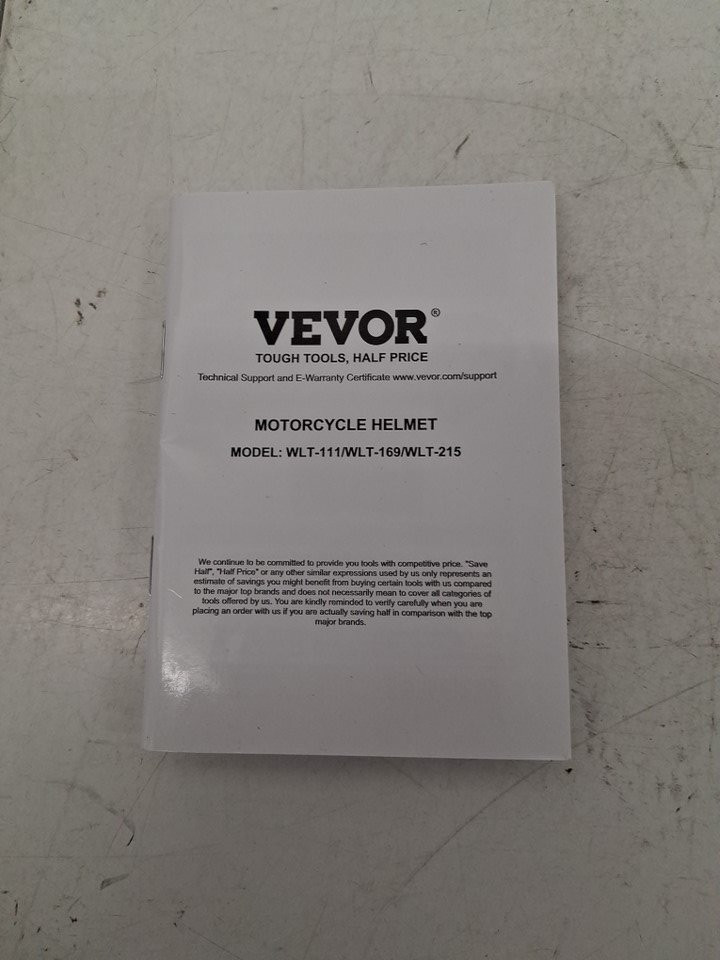 VEVOR®
TOUGH TOOLS, HALF PRICE
Technical Support and E-Warranty Certificate www.vevor.com/support
MOTORCYCLE HELMET
MODEL: WLT-111/WLT-169/WLT-215
We continue to be committed to provide you tools with competitive price. "Save
Half", "Half Price" or any other similar expressions used by us only represents an
estimate of savings you might benefit from buying certain tools with us compared
to the major top brands and does not necessarily mean to cover all categories of
tools offered by us. You are kindly reminded to verify carefully when you are
placing an order with us if you are actually saving half in comparison with the top
major brands.